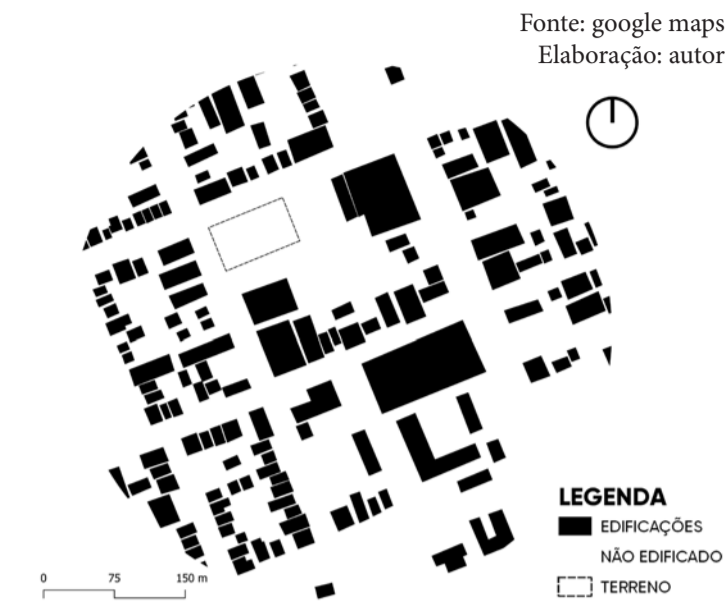 Fonte: google maps
Elaboração: autor
LEGENDA
EDIFICAÇÕES
NÃO EDIFICADO
TERRENO
0 75 150 m